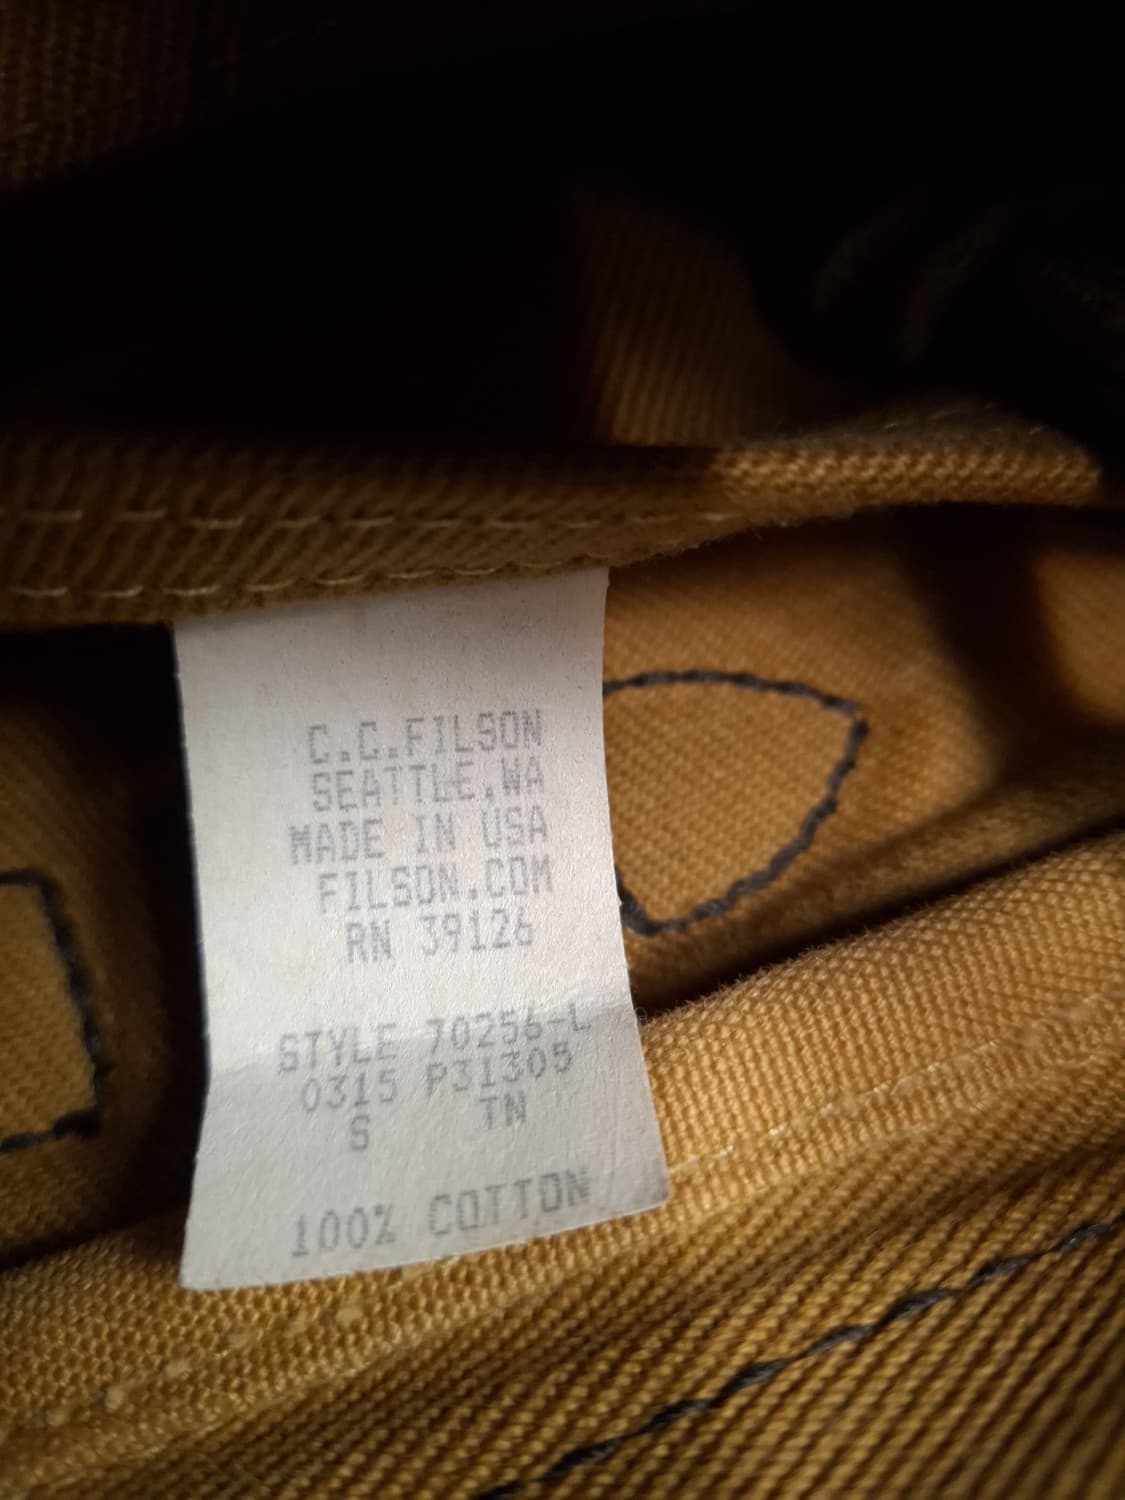 C.C.FILSON
SEATTLE,WA
MADE IN USA
FILSON.COM
RN 39126
STYLE 70256-L
0315 P31305
S TN
100% COTTON